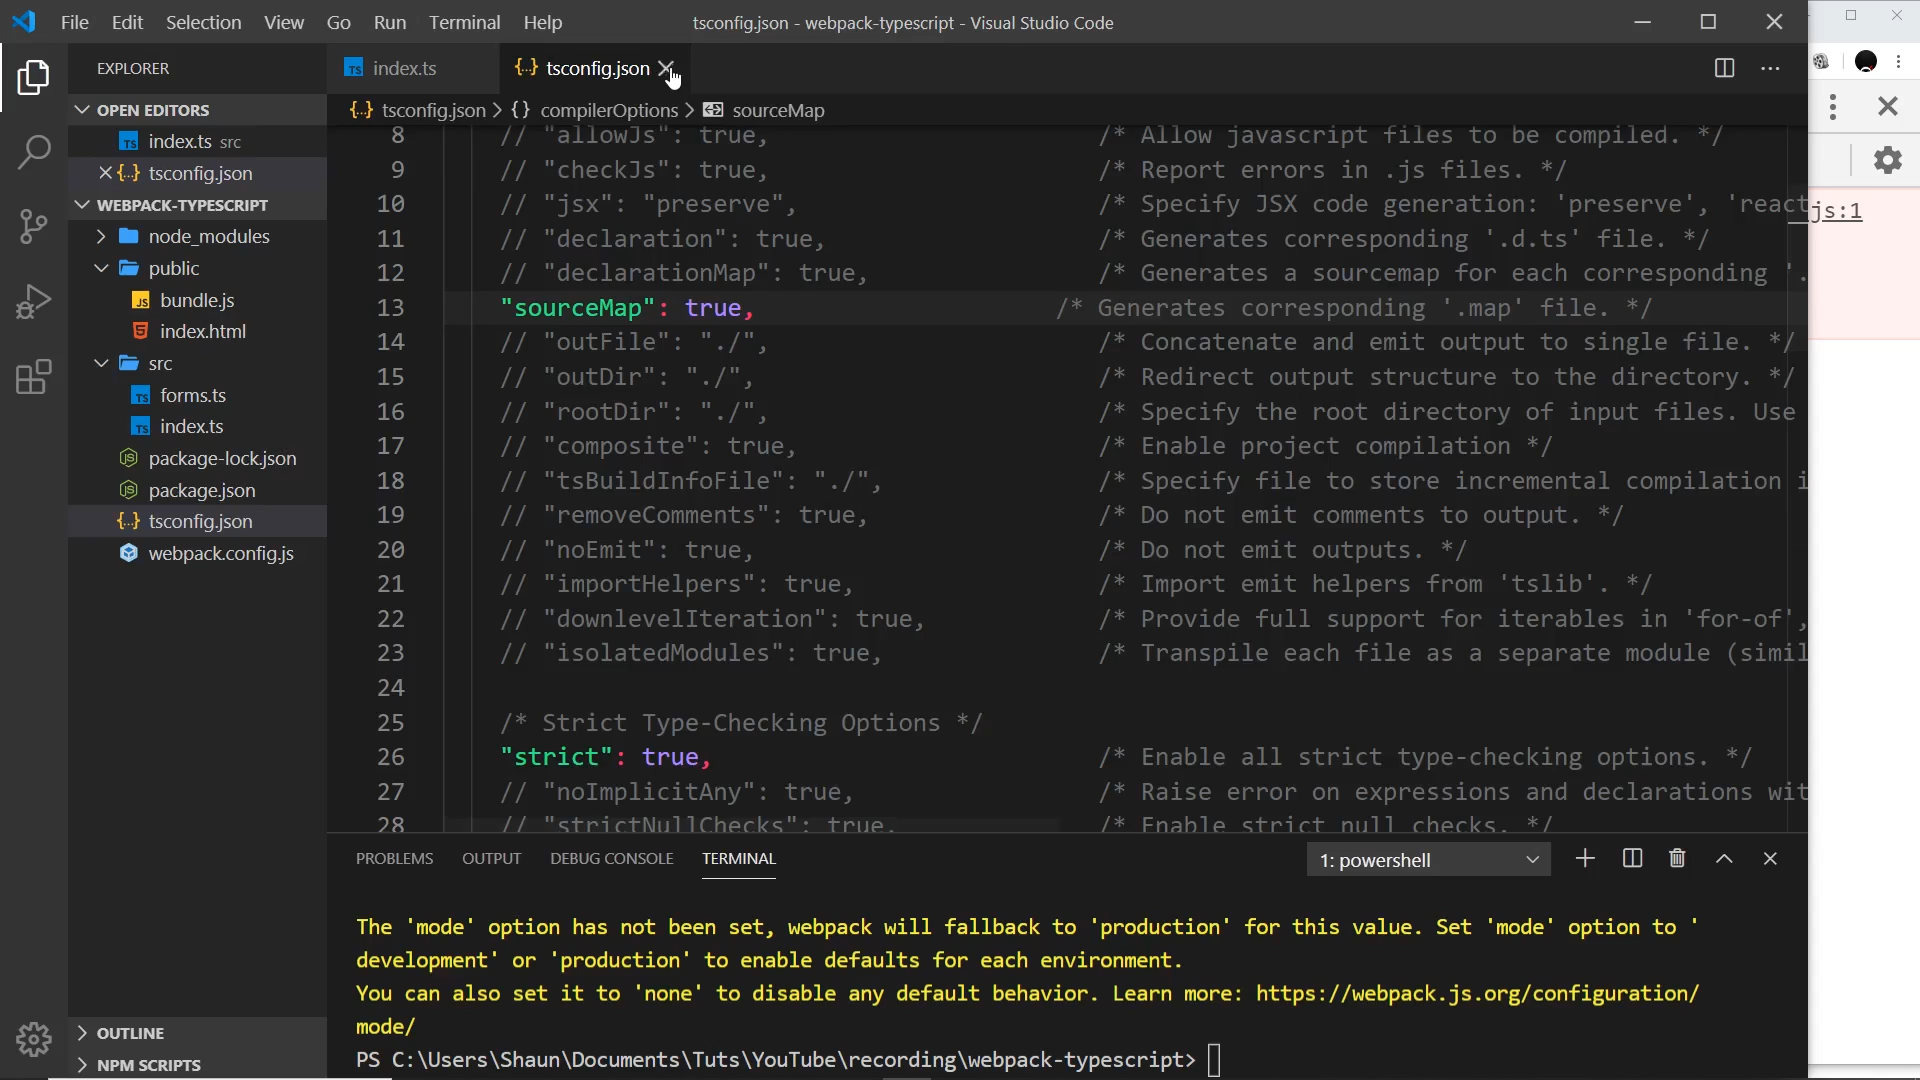 File Edit Selection View Go Run Terminal Help
tsconfig.json - webpack-typescript - Visual Studio Code
EXPLORER
OPEN EDITORS
TS index.ts src
{..} tsconfig.json
WEBPACK-TYPESCRIPT
node_modules
public
JS bundle.js
index.html
src
TS forms.ts
TS index.ts
package-lock.json
package.json
{..} tsconfig.json
webpack.config.js
OUTLINE
NPM SCRIPTS
TS index.ts
{..} tsconfig.json
{..} tsconfig.json > {} compilerOptions > sourceMap
8 // "allowJs": true, /* Allow javascript files to be compiled. */
9 // "checkJs": true, /* Report errors in .js files. */
10 // "jsx": "preserve", /* Specify JSX code generation: 'preserve', 'react
11 // "declaration": true, /* Generates corresponding '.d.ts' file. */
12 // "declarationMap": true, /* Generates a sourcemap for each corresponding '.
13 "sourceMap": true, /* Generates corresponding '.map' file. */
14 // "outFile": "./", /* Concatenate and emit output to single file. */
15 // "outDir": "./", /* Redirect output structure to the directory. */
16 // "rootDir": "./", /* Specify the root directory of input files. Use
17 // "composite": true, /* Enable project compilation */
18 // "tsBuildInfoFile": "./", /* Specify file to store incremental compilation i
19 // "removeComments": true, /* Do not emit comments to output. */
20 // "noEmit": true, /* Do not emit outputs. */
21 // "importHelpers": true, /* Import emit helpers from 'tslib'. */
22 // "downlevelIteration": true, /* Provide full support for iterables in 'for-of',
23 // "isolatedModules": true, /* Transpile each file as a separate module (simil
24
25 /* Strict Type-Checking Options */
26 "strict": true, /* Enable all strict type-checking options. */
27 // "noImplicitAny": true, /* Raise error on expressions and declarations wit
28 // "strictNullChecks": true, /* Enable strict null checks. */
js:1
PROBLEMS OUTPUT DEBUG CONSOLE TERMINAL
1: powershell
The 'mode' option has not been set, webpack will fallback to 'production' for this value. Set 'mode' option to '
development' or 'production' to enable defaults for each environment.
You can also set it to 'none' to disable any default behavior. Learn more: https://webpack.js.org/configuration/
mode/
PS C:\Users\Shaun\Documents\Tuts\YouTube\recording\webpack-typescript>